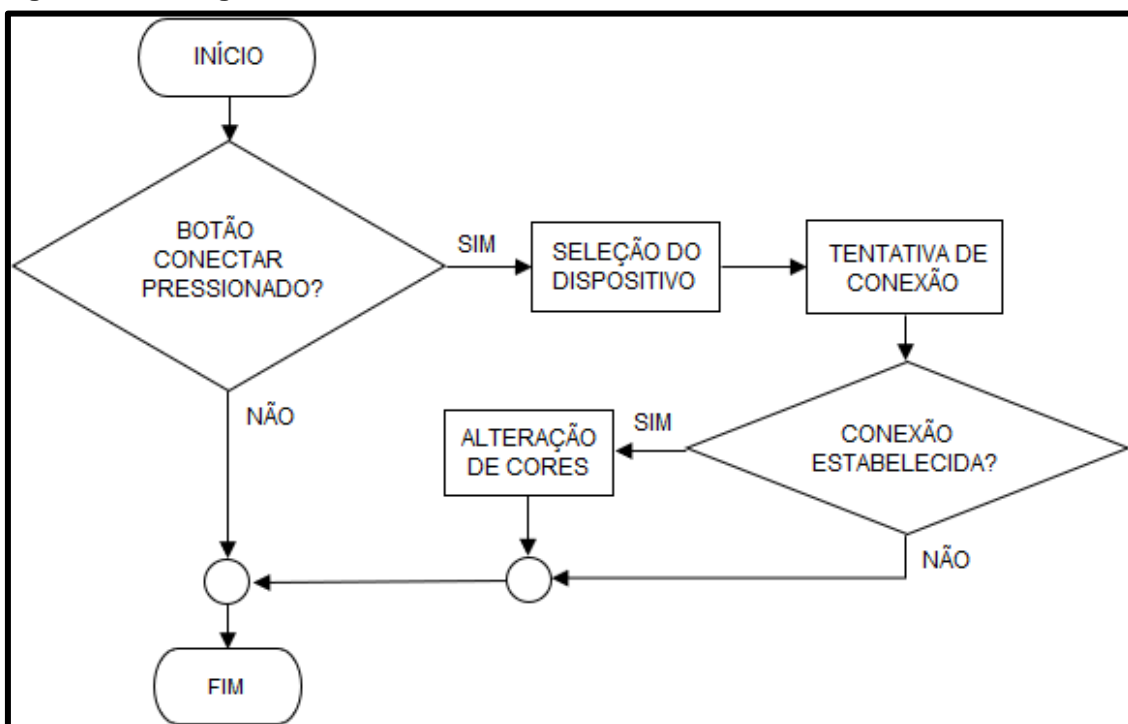 INÍCIO
BOTÃO
CONECTAR
PRESSIONADO?
SIM
SELEÇÃO DO
DISPOSITIVO
TENTATIVA DE
CONEXÃO
NÃO
ALTERAÇÃO
DE CORES
SIM
CONEXÃO
ESTABELECIDA?
NÃO
FIM